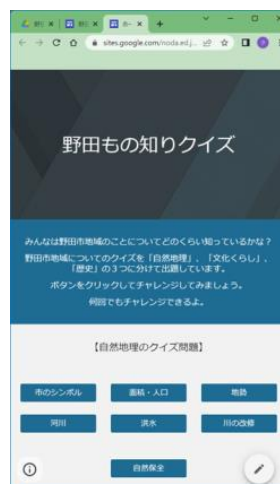 sites.google.com/noda.ed.j...
野田もの知りクイズ
みんなは野田市地域のことについてどのくらい知っているかな?
野田市地域についてのクイズを「自然地理」、「文化くらし」、
「歴史」の3つに分けて出題しています。
ボタンをクリックしてチャレンジしてみましょう。
何回でもチャレンジできるよ。
【自然地理のクイズ問題】
市のシンボル
面積・人口
地勢
河川
洪水
川の改修
自然保全